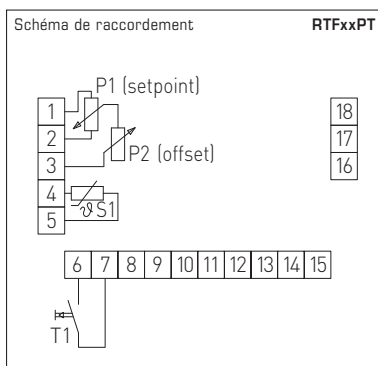 Schéma de raccordement RTFxxPT
P1 (setpoint)
1 18
2 17
P2 (offset)
3 16
4
ϑ S1
5
6 7 8 9 10 11 12 13 14 15
T1